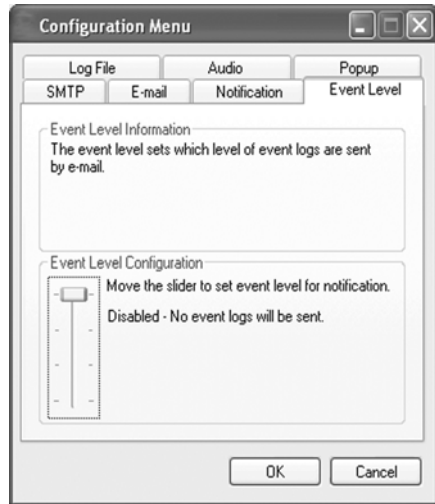 Configuration Menu
Log File Audio Popup
SMTP E-mail Notification Event Level
Event Level Information
The event level sets which level of event logs are sent
by e-mail.
Event Level Configuration
Move the slider to set event level for notification.
Disabled - No event logs will be sent.
OK Cancel